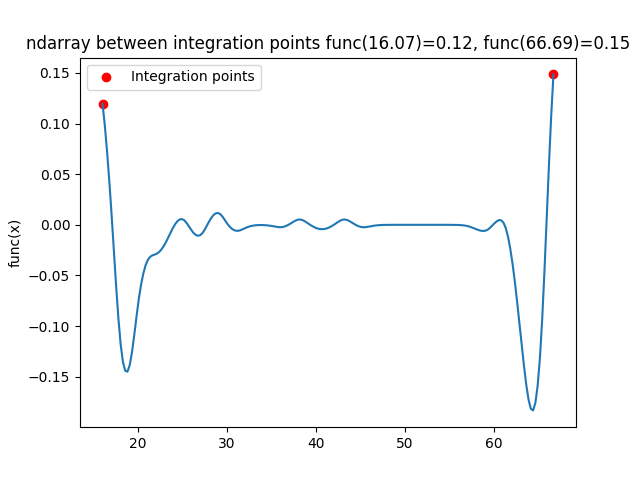 ndarray between integration points func(16.07)=0.12, func(66.69)=0.15
Integration points
func(x)
0.15
0.10
0.05
0.00
−0.05
−0.10
−0.15
20 30 40 50 60